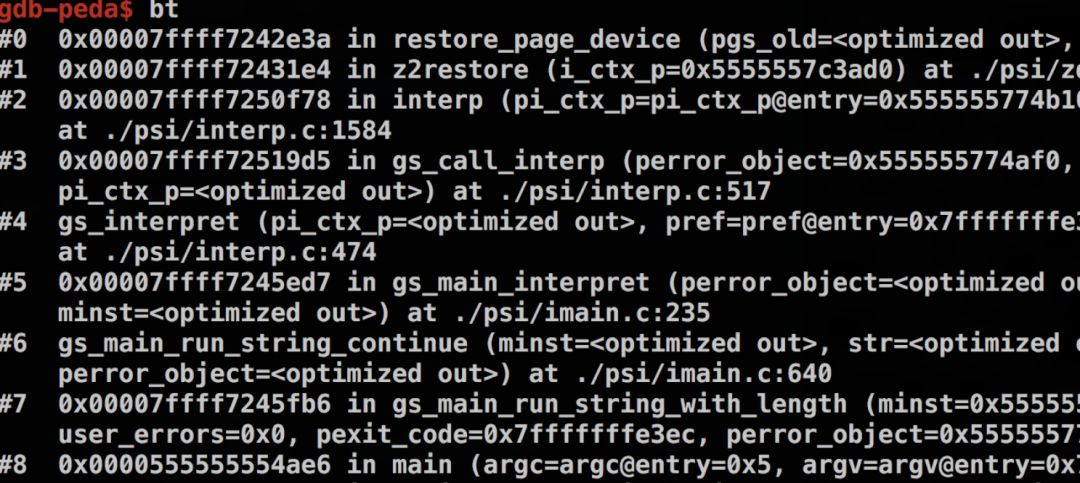 gdb-peda$ bt
#0 0x00007ffff7242e3a in restore_page_device (pgs_old=<optimized out>,
#1 0x00007ffff72431e4 in z2restore (i_ctx_p=0x5555557c3ad0) at ./psi/z
#2 0x00007ffff7250f78 in interp (pi_ctx_p=pi_ctx_p@entry=0x555555774b10
at ./psi/interp.c:1584
#3 0x00007ffff72519d5 in gs_call_interp (perror_object=0x555555774af0,
pi_ctx_p=<optimized out>) at ./psi/interp.c:517
#4 gs_interpret (pi_ctx_p=<optimized out>, pref=pref@entry=0x7fffffffe
at ./psi/interp.c:474
#5 0x00007ffff7245ed7 in gs_main_interpret (perror_object=<optimized ou
minst=<optimized out>) at ./psi/imain.c:235
#6 gs_main_run_string_continue (minst=<optimized out>, str=<optimized
perror_object=<optimized out>) at ./psi/imain.c:640
#7 0x00007ffff7245fb6 in gs_main_run_string_with_length (minst=0x55555
user_errors=0x0, pexit_code=0x7fffffffe3ec, perror_object=0x5555557
#8 0x0000555555554ae6 in main (argc=argc@entry=0x5, argv=argv@entry=0x